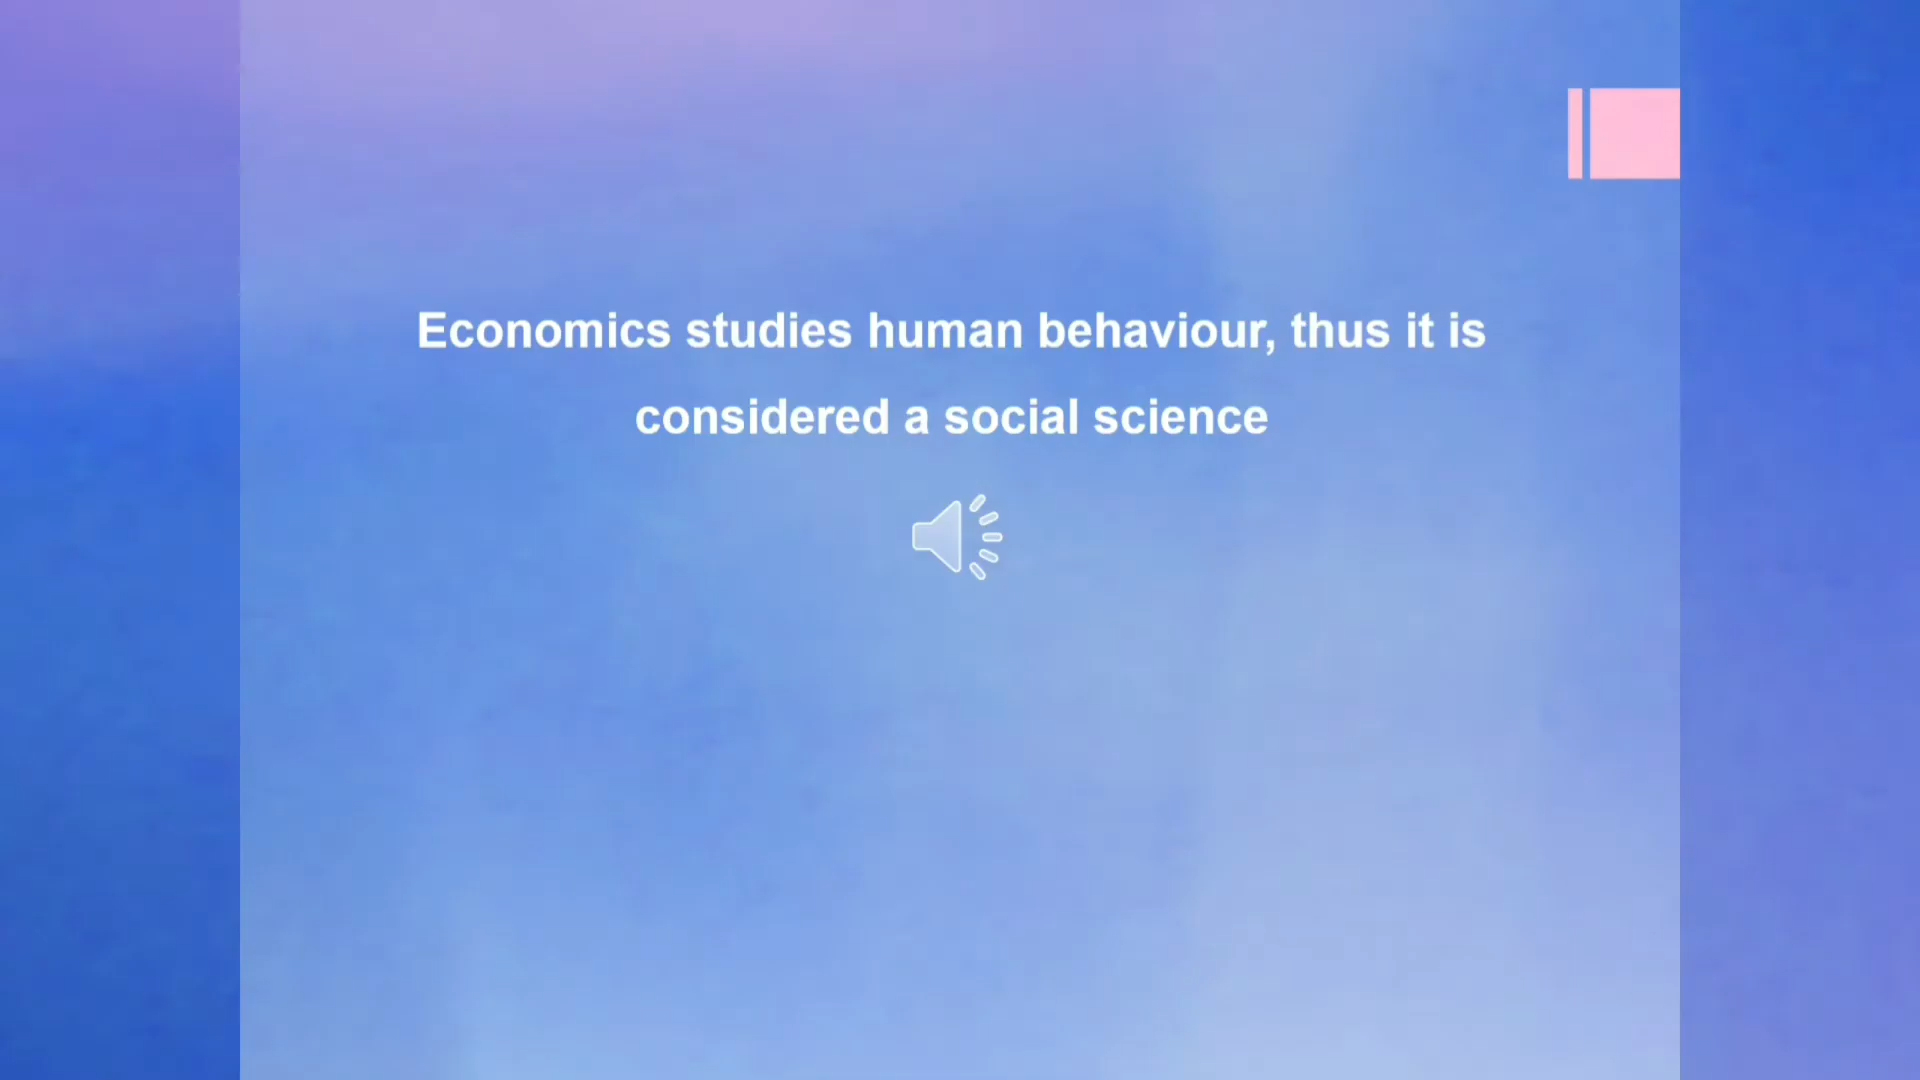 Economics studies human behaviour, thus it is
considered a social science